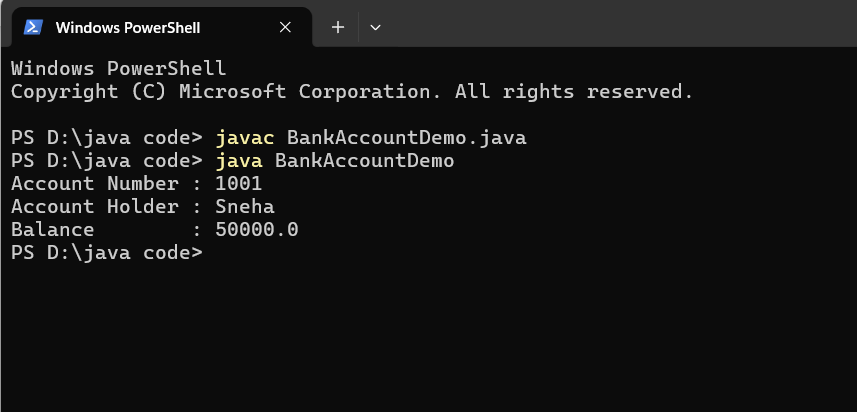 Windows PowerShell
Windows PowerShell
Copyright (C) Microsoft Corporation. All rights reserved.
PS D:\java code> javac BankAccountDemo.java
PS D:\java code> java BankAccountDemo
Account Number : 1001
Account Holder : Sneha
Balance        : 50000.0
PS D:\java code>